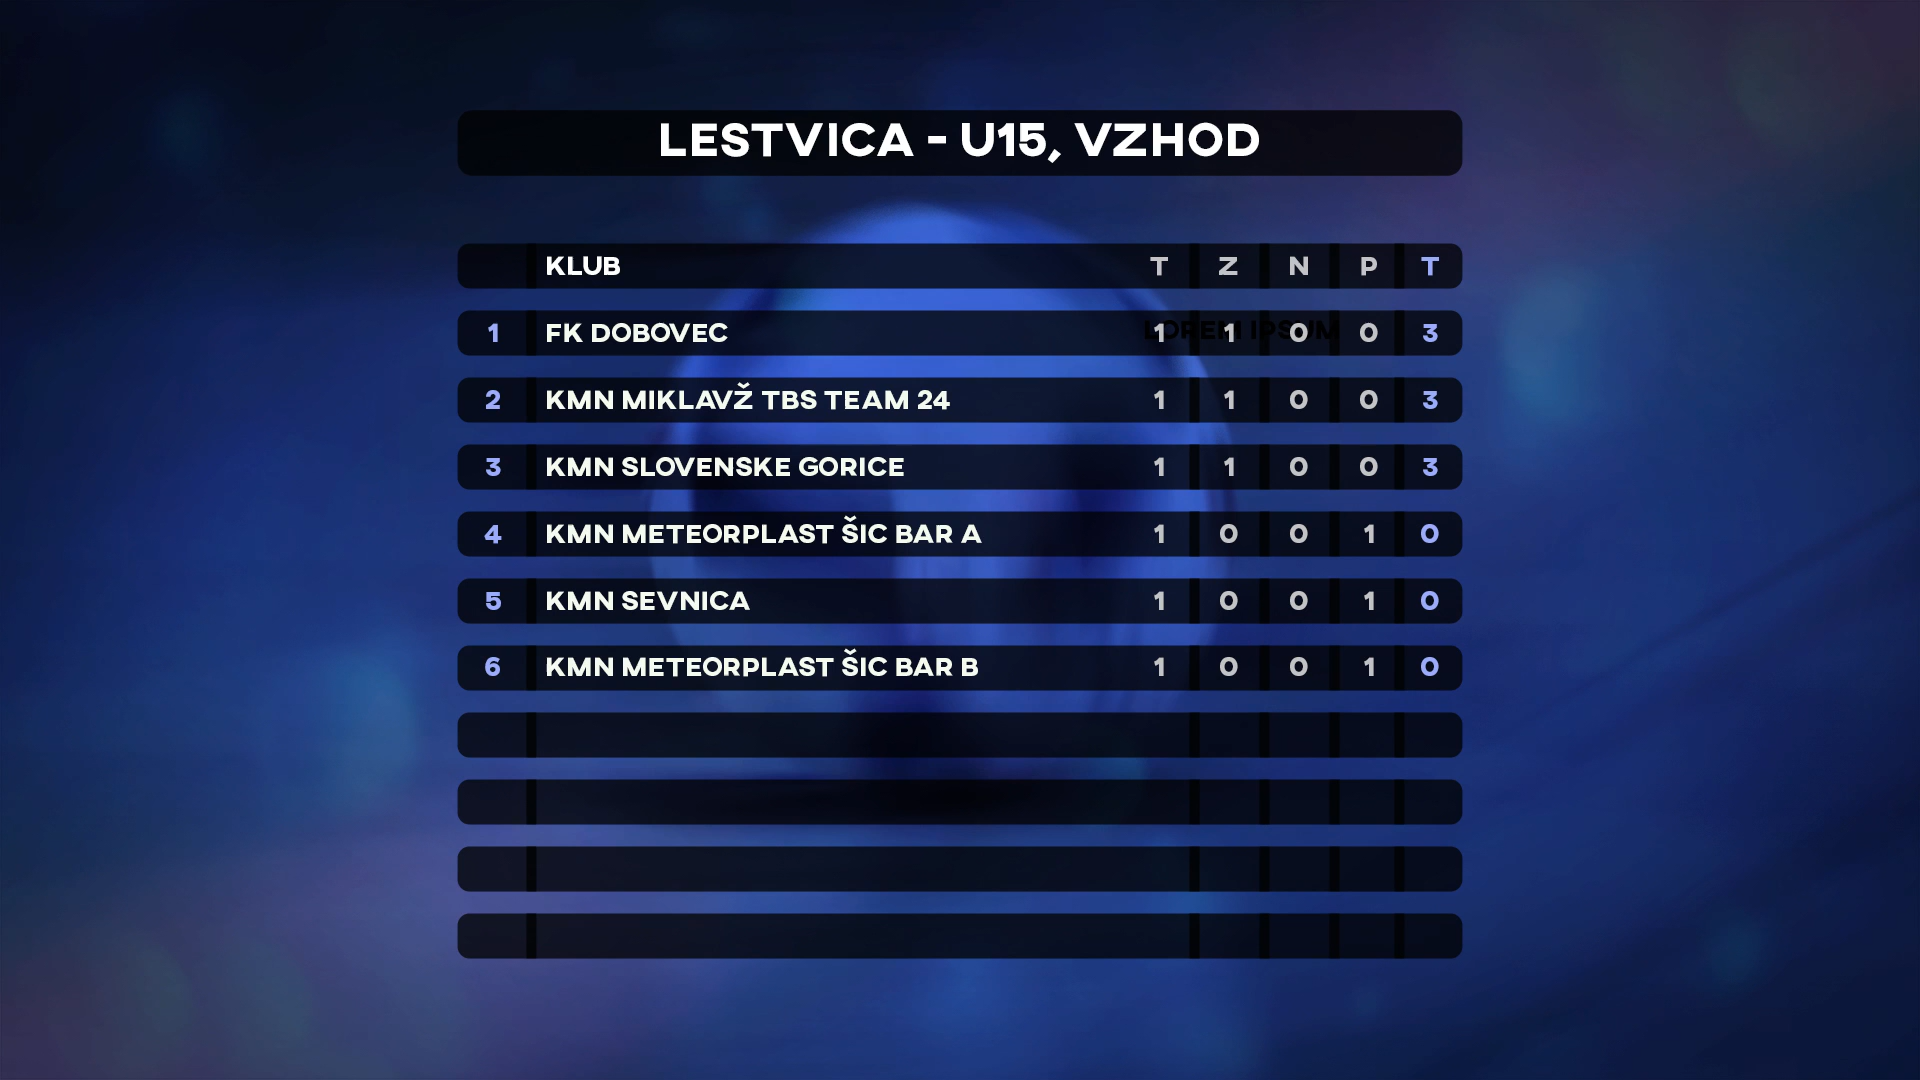 LESTVICA - U15, VZHOD
KLUB T Z N P T
1 FK DOBOVEC 1 1 0 0 3
LOREM IPSUM
2 KMN MIKLAVŽ TBS TEAM 24 1 1 0 0 3
3 KMN SLOVENSKE GORICE 1 1 0 0 3
4 KMN METEORPLAST ŠIC BAR A 1 0 0 1 0
5 KMN SEVNICA 1 0 0 1 0
6 KMN METEORPLAST ŠIC BAR B 1 0 0 1 0